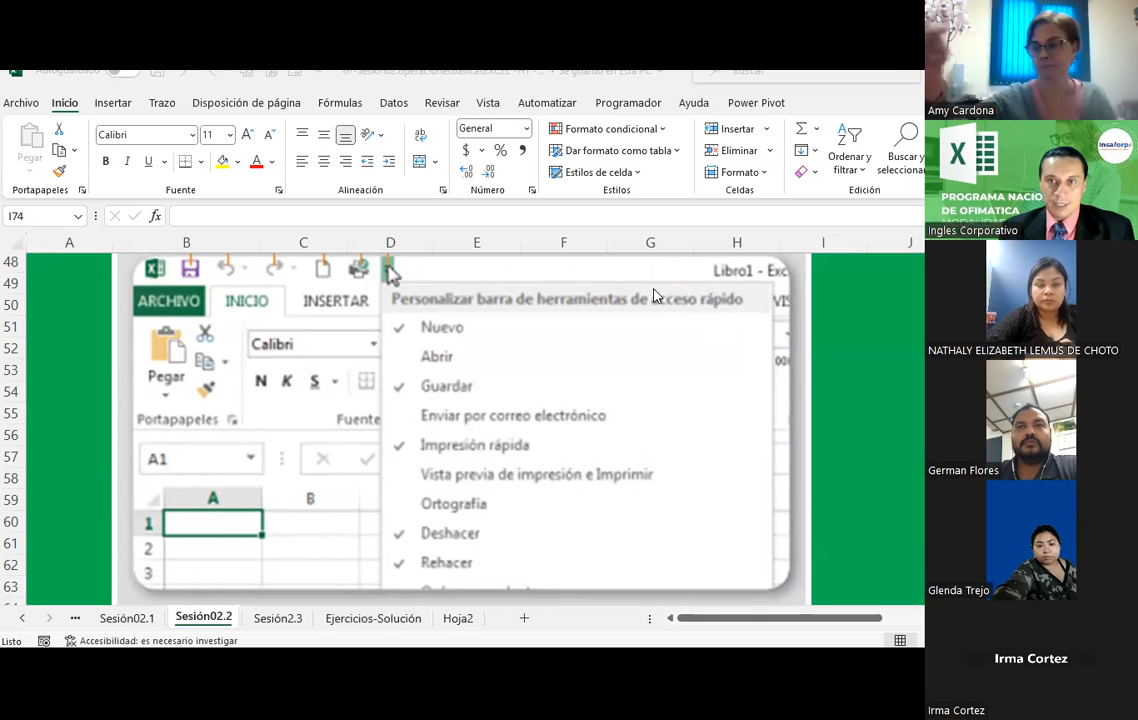 Autoguardado
Buscar
Archivo Inicio Insertar Trazo Disposición de página Fórmulas Datos Revisar Vista Automatizar Programador Ayuda Power Pivot
Calibri 11 General Formato condicional Insertar
Pegar Dar formato como tabla Eliminar Ordenar y filtrar Buscar y seleccionar
Estilos de celda Formato
Portapapeles Fuente Alineación Número Estilos Celdas Edición
I74 fx
A B C D E F G H I J
48
49
50
51
52
53
54
55
56
57
58
59
60
61
62
63
Libro1 - Exc
ARCHIVO INICIO INSERTAR
Personalizar barra de herramientas de acceso rápido
Nuevo
Calibri
Abrir
Pegar
N K S
Guardar
Portapapeles Fuente
Enviar por correo electrónico
Impresión rápida
A1
Vista previa de impresión e Imprimir
A B
Ortografía
1
Deshacer
2
Rehacer
3
Sesión02.1 Sesión02.2 Sesión2.3 Ejercicios-Solución Hoja2
Listo Accesibilidad: es necesario investigar
Amy Cardona
insaforp
PROGRAMA NACIO
DE OFIMATICA
Ingles Corporativo
NATHALY ELIZABETH LEMUS DE CHOTO
German Flores
Glenda Trejo
Irma Cortez
Irma Cortez